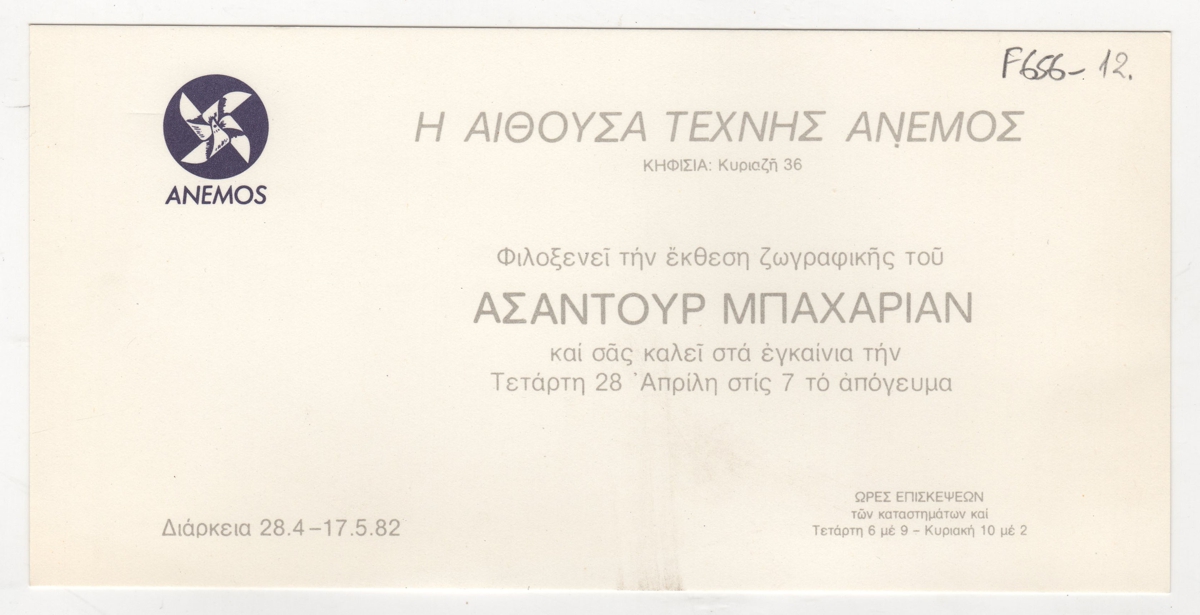 F656-12.
Η ΑΙΘΟΥΣΑ ΤΕΧΝΗΣ ΑΝΕΜΟΣ
ΚΗΦΙΣΙΑ: Κυριαζῆ 36
ANEMOS
Φιλοξενεῖ τήν ἔκθεση ζωγραφικῆς τοῦ
ΑΣΑΝΤΟΥΡ ΜΠΑΧΑΡΙΑΝ
καί σᾶς καλεῖ στά ἐγκαίνια τήν
Τετάρτη 28 Ἀπρίλη στίς 7 τό ἀπόγευμα
Διάρκεια 28.4–17.5.82
ΩΡΕΣ ΕΠΙΣΚΕΨΕΩΝ
τῶν καταστημάτων καί
Τετάρτη 6 μέ 9 – Κυριακή 10 μέ 2